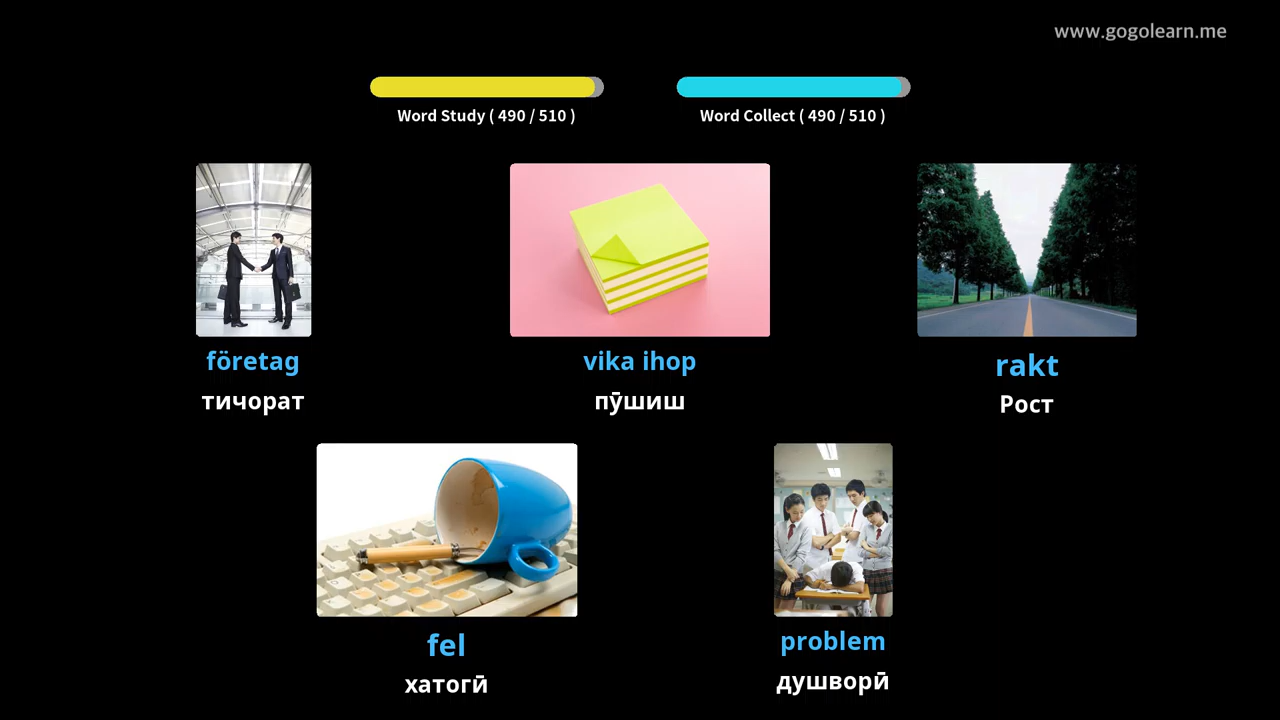 www.gogolearn.me
Word Study ( 490 / 510 )
Word Collect ( 490 / 510 )
företag
тичорат
vika ihop
пӯшиш
rakt
Рост
fel
хатогӣ
problem
душворӣ